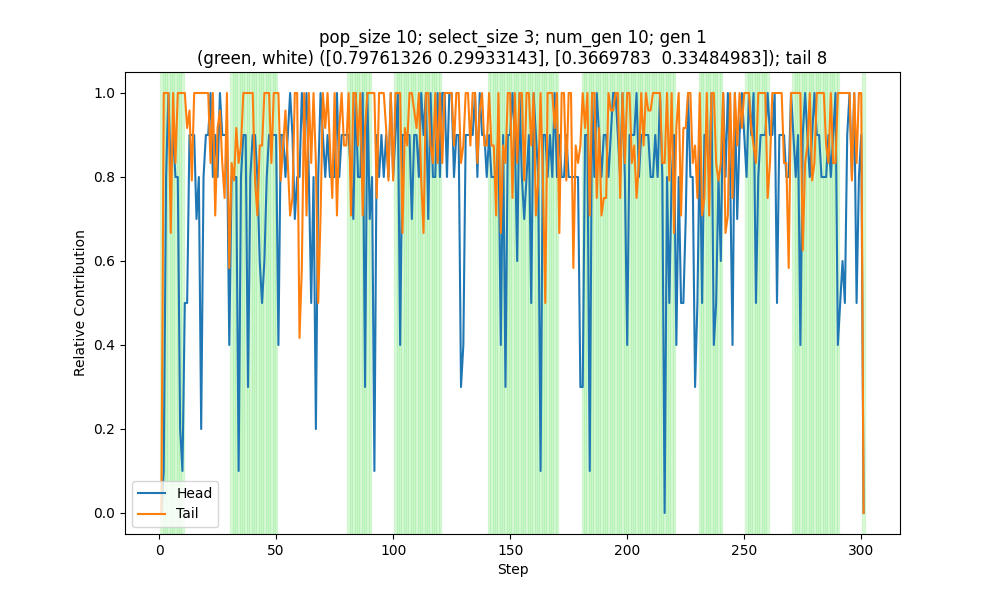 pop_size 10; select_size 3; num_gen 10; gen 1
(green, white) ([0.79761326 0.29933143], [0.3669783  0.33484983]); tail 8
1.0
0.8
0.6
0.4
0.2
0.0
Relative Contribution
Head
Tail
0 50 100 150 200 250 300
Step